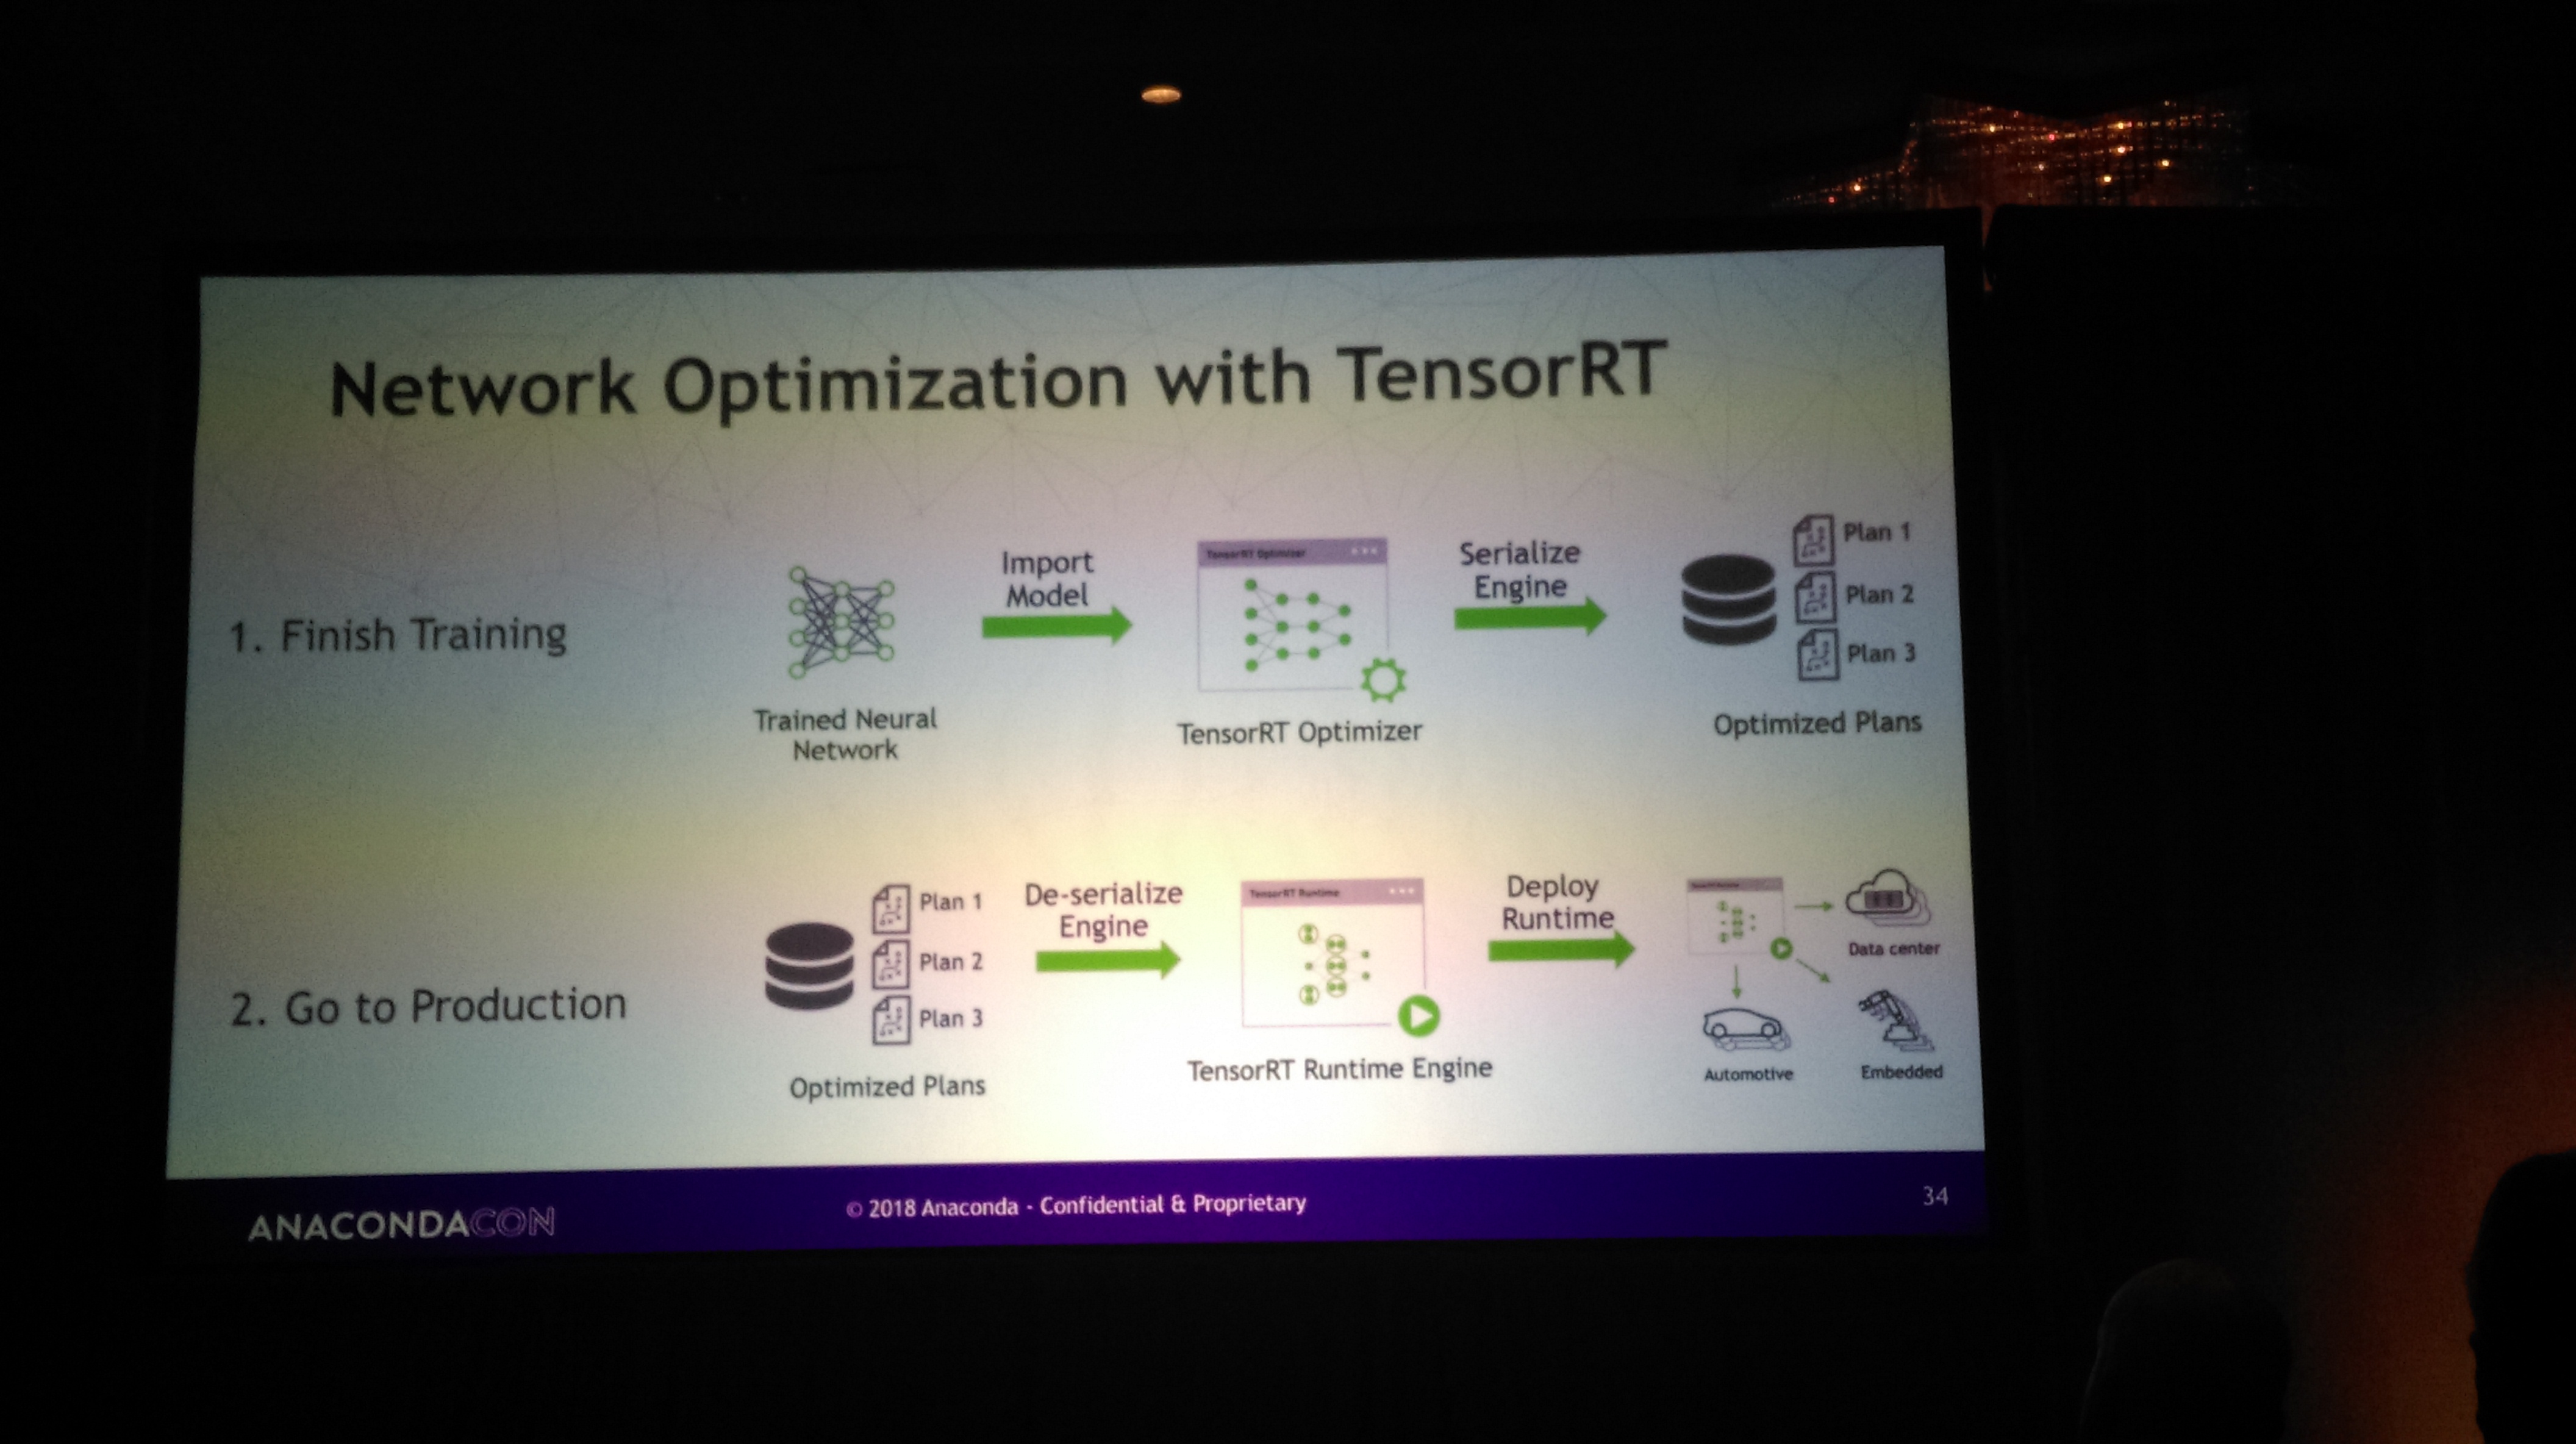 Network Optimization with TensorRT
1. Finish Training
Import
Model
TensorRT Optimizer
Serialize
Engine
Plan 1
Plan 2
Plan 3
Trained Neural
Network
TensorRT Optimizer
Optimized Plans
2. Go to Production
Plan 1
Plan 2
Plan 3
De-serialize
Engine
TensorRT Runtime
Deploy
Runtime
Data center
Automotive
Embedded
Optimized Plans
TensorRT Runtime Engine
ANACONDACON
© 2018 Anaconda - Confidential & Proprietary
34